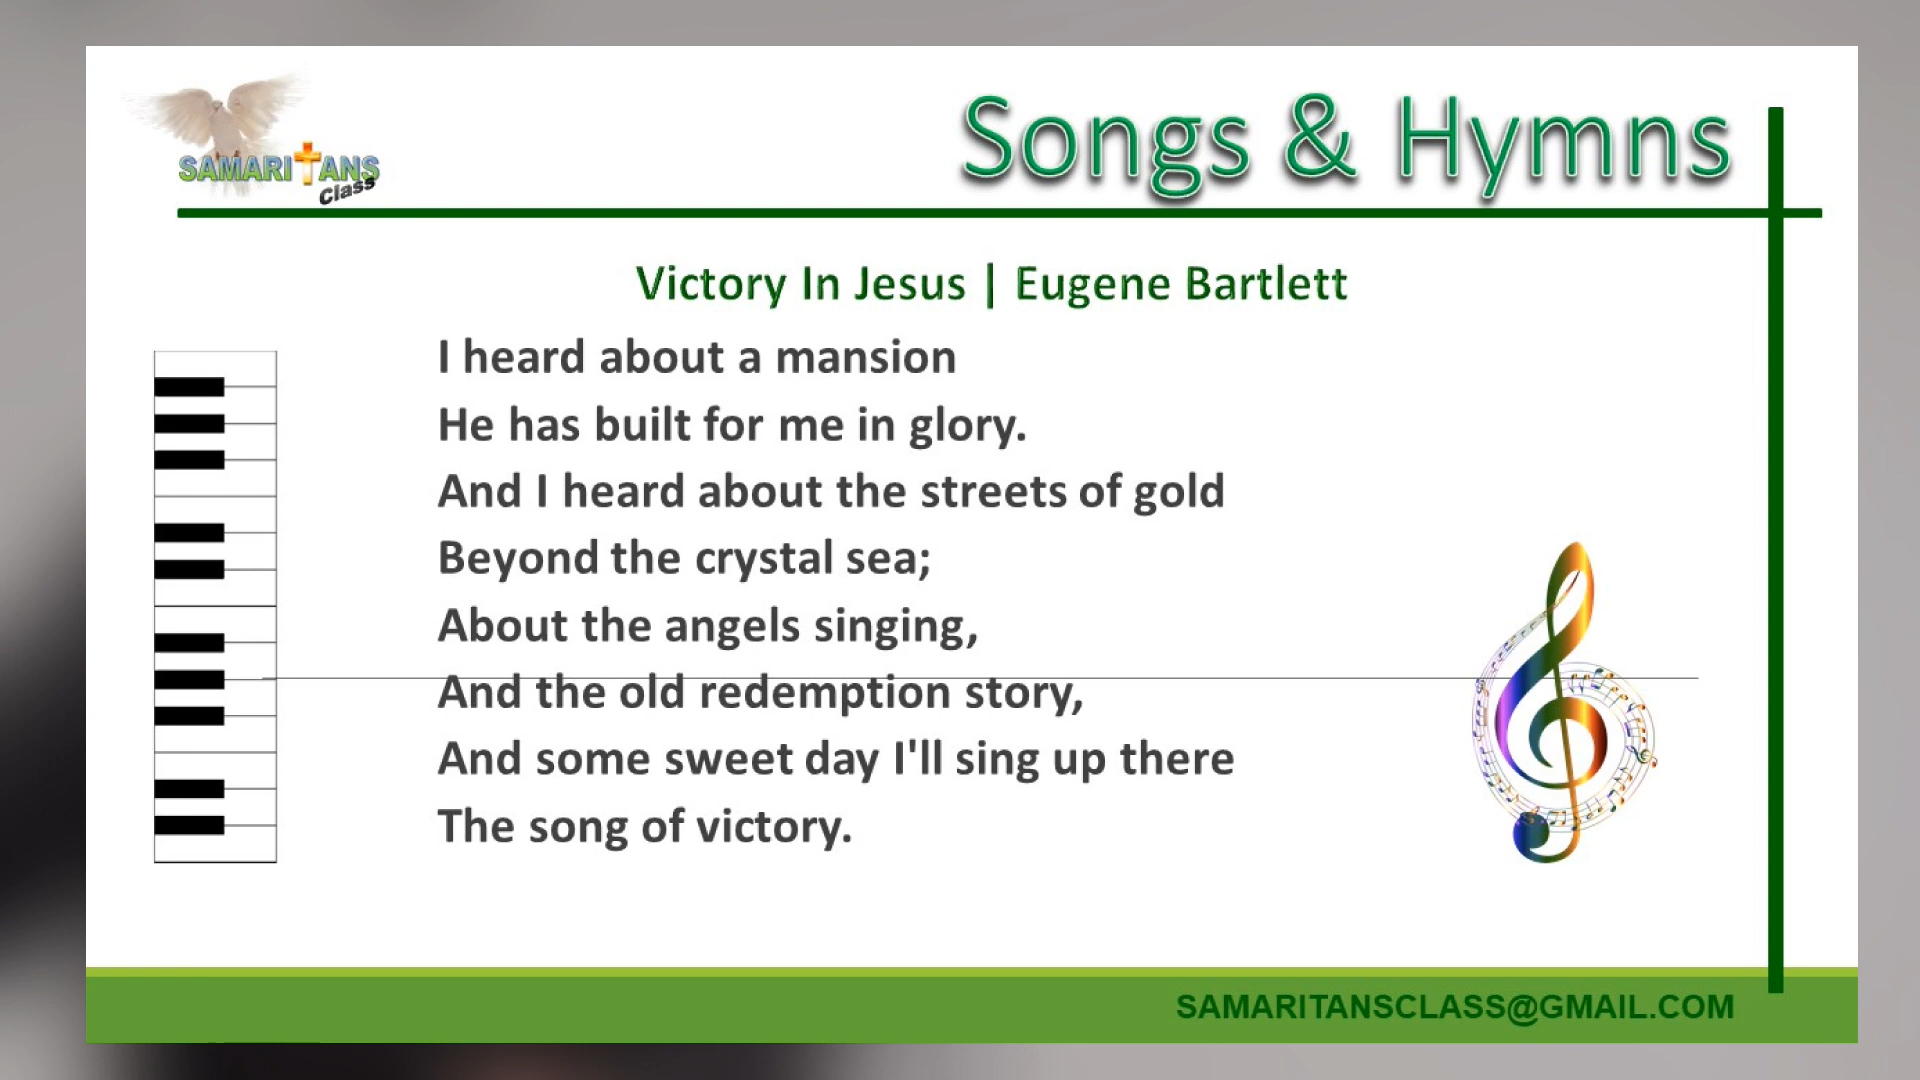 SAMARITANS
Class
Songs & Hymns
Victory In Jesus | Eugene Bartlett
I heard about a mansion
He has built for me in glory.
And I heard about the streets of gold
Beyond the crystal sea;
About the angels singing,
And the old redemption story,
And some sweet day I'll sing up there
The song of victory.
SAMARITANSCLASS@GMAIL.COM